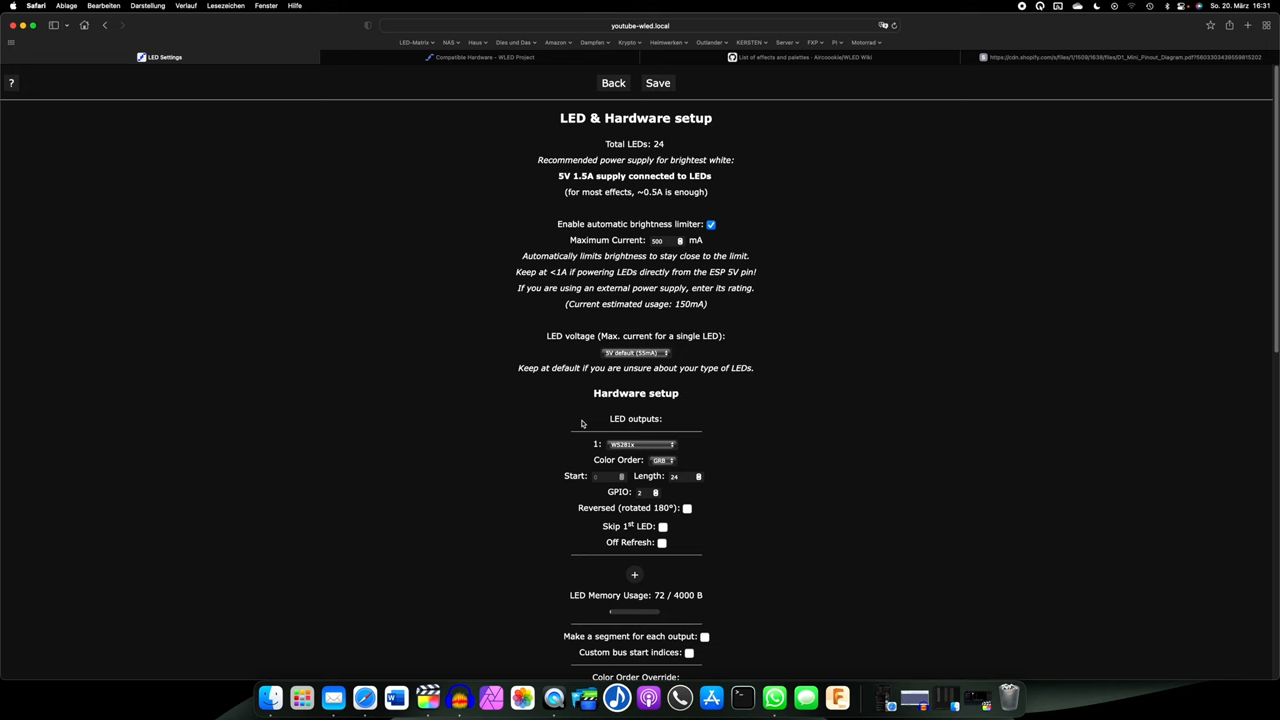 Safari Ablage Bearbeiten Darstellung Verlauf Lesezeichen Fenster Hilfe So. 20. März 16:31
youtube-wled.local
LED-Matrix NAS Haus Dies und Das Amazon Dampfen Krypto Heimwerken Outlander KERSTEN Server FXP PI Motorrad
LED Settings Compatible Hardware - WLED Project List of effects and palettes · Aircoookie/WLED Wiki
? Back Save
LED & Hardware setup
Total LEDs: 24
Recommended power supply for brightest white:
5V 1.5A supply connected to LEDs
(for most effects, ~0.5A is enough)
Enable automatic brightness limiter:
Maximum Current: 500 mA
Automatically limits brightness to stay close to the limit.
Keep at <1A if powering LEDs directly from the ESP 5V pin!
If you are using an external power supply, enter its rating.
(Current estimated usage: 150mA)
LED voltage (Max. current for a single LED):
5V default (55mA)
Keep at default if you are unsure about your type of LEDs.
Hardware setup
LED outputs:
1: WS281x
Color Order: GRB
Start: 0 Length: 24
GPIO: 2
Reversed (rotated 180°):
Skip 1st LED:
Off Refresh:
+
LED Memory Usage: 72 / 4000 B
Make a segment for each output:
Custom bus start indices:
Color Order Override: